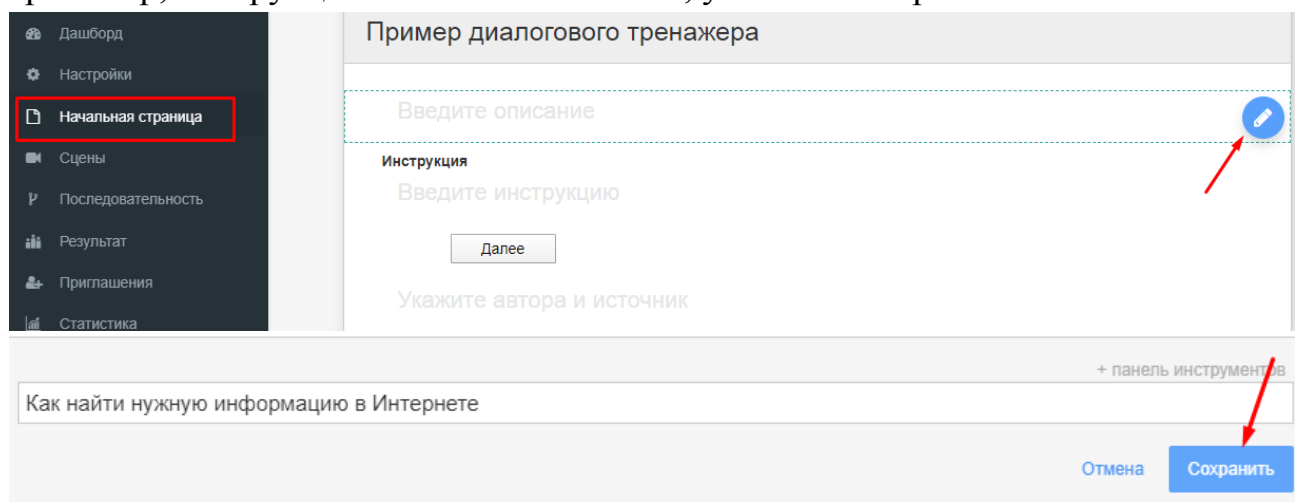 Дашборд
Пример диалогового тренажера
Настройки
Начальная страница
Введите описание
Сцены
Инструкция
Введите инструкцию
Последовательность
Результат
Далее
Приглашения
Укажите автора и источник
Статистика
+ панель инструментов
Как найти нужную информацию в Интернете
Отмена
Сохранить